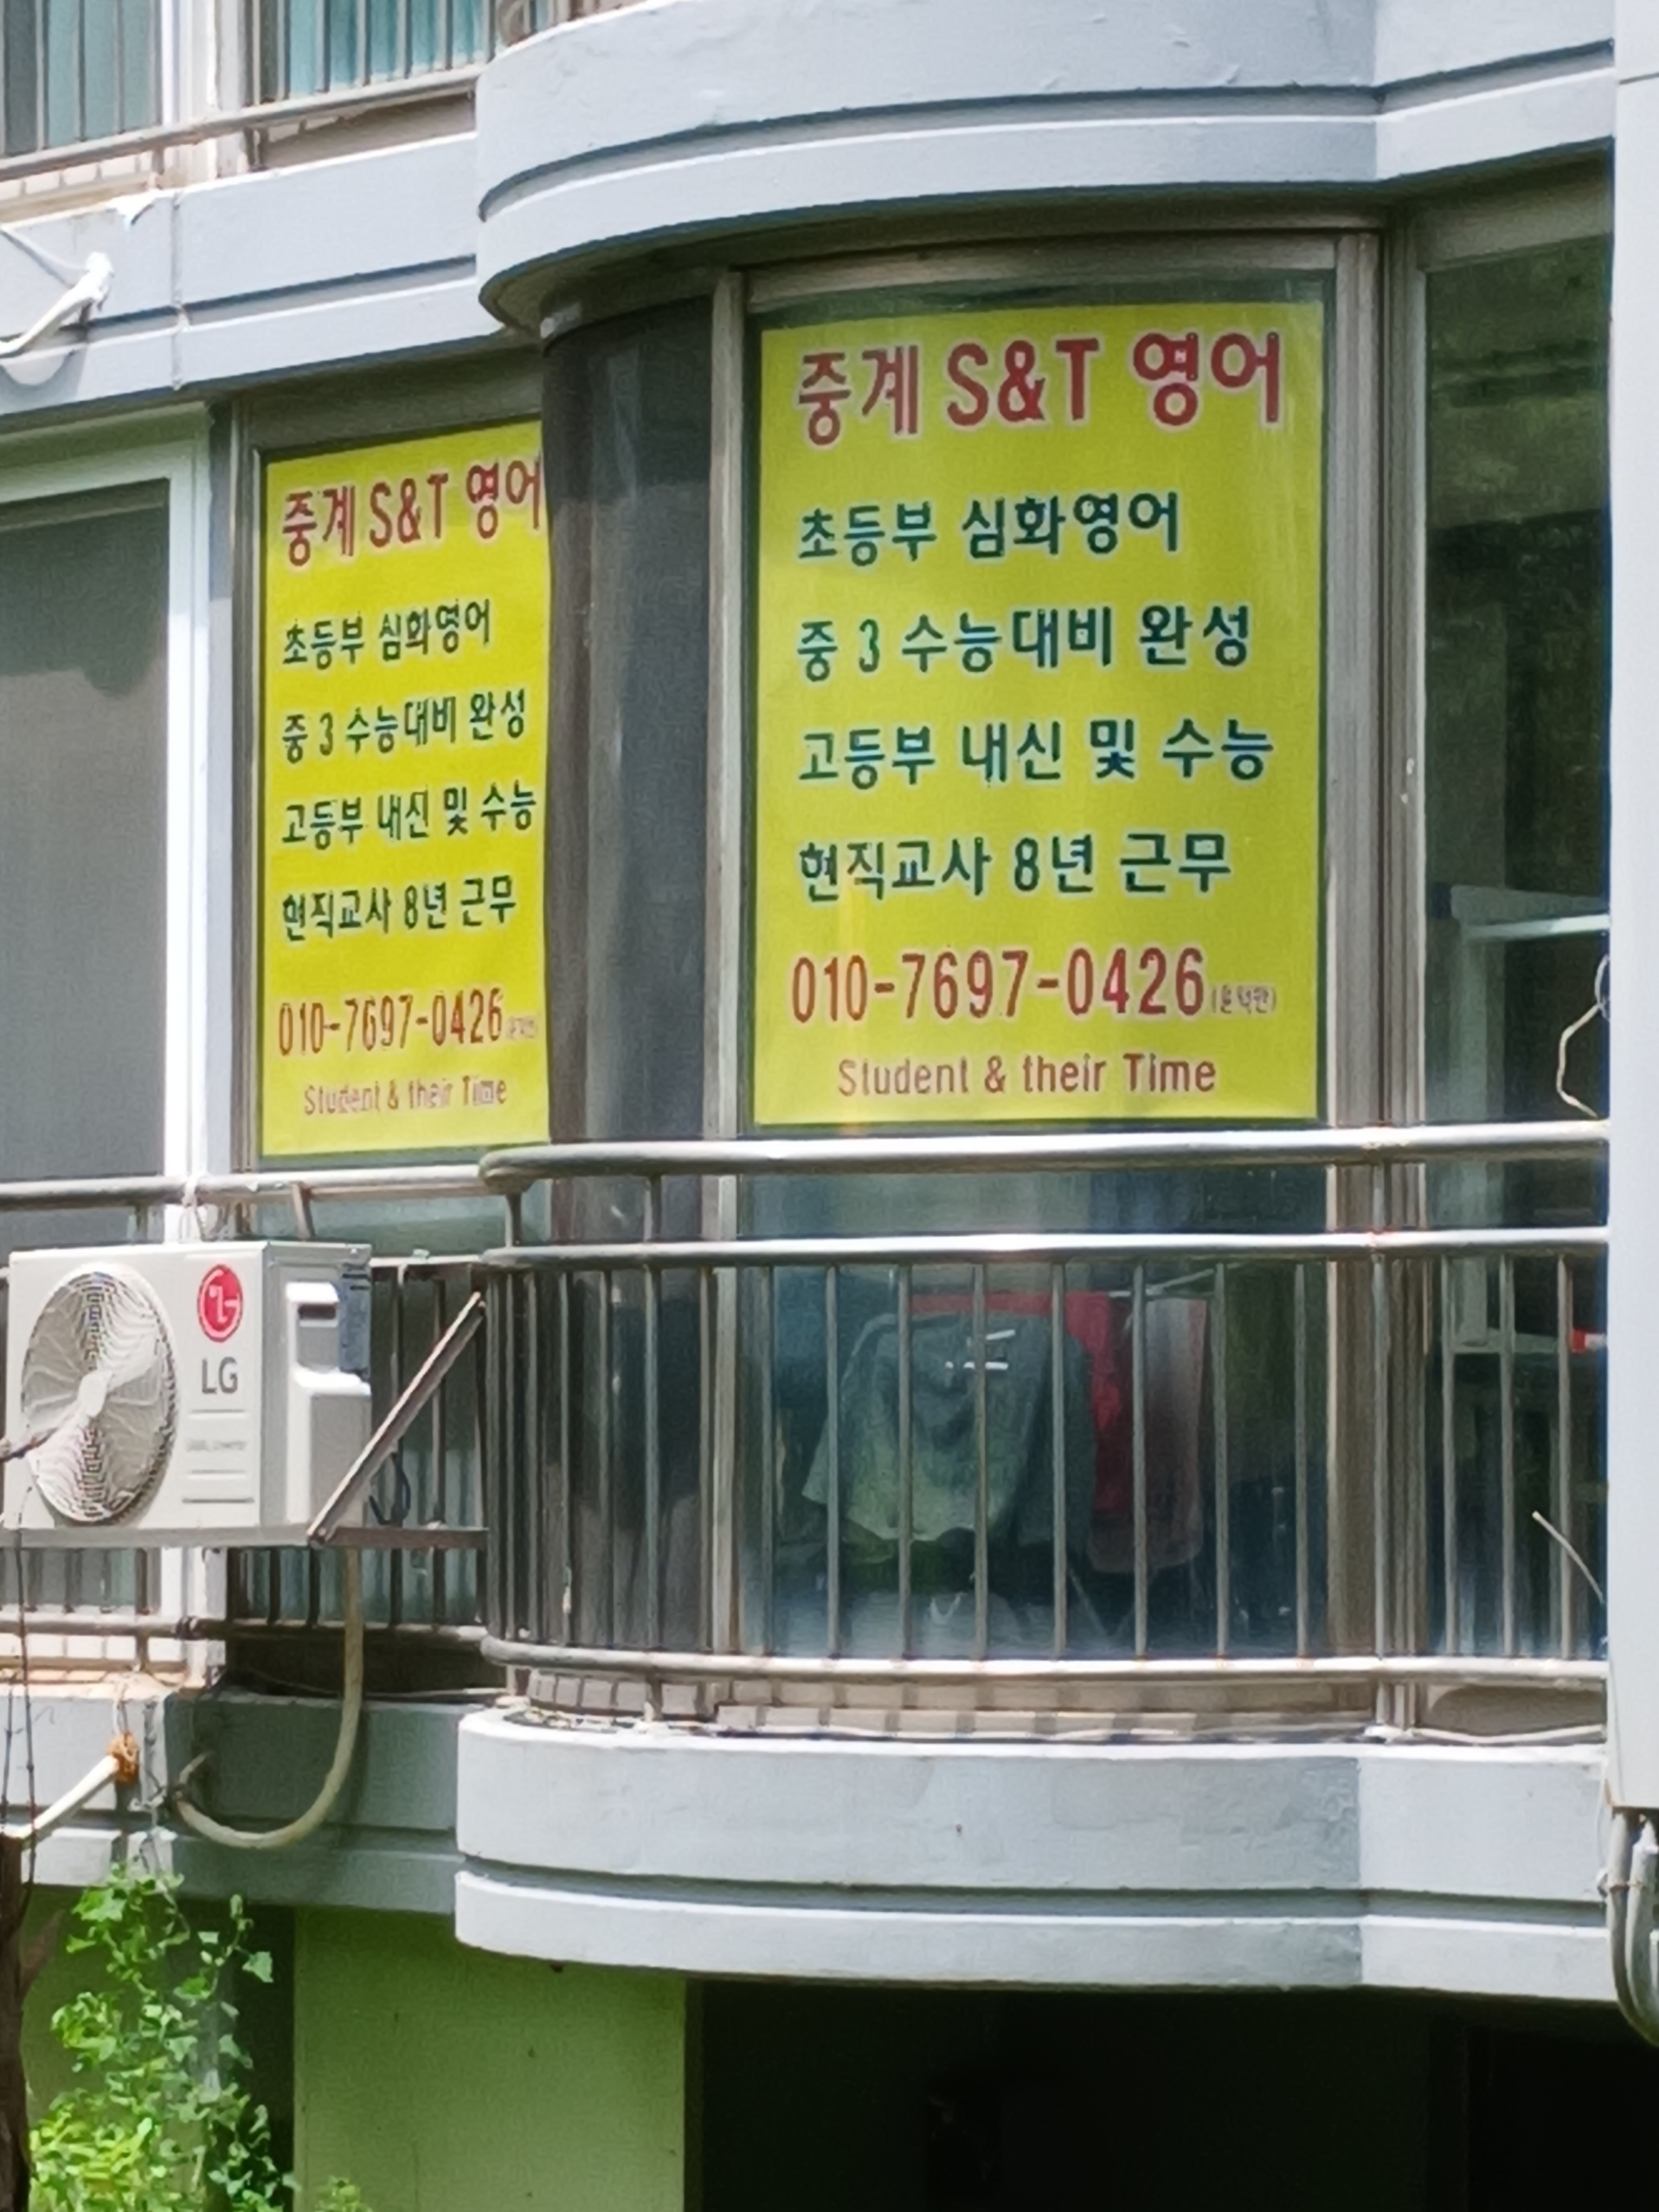 중계 S&T 영어
초등부 심화영어
중 3 수능대비 완성
고등부 내신 및 수능
현직교사 8년 근무
010-7697-0426
Student & their Time
중계 S&T 영어
초등부 심화영어
중 3 수능대비 완성
고등부 내신 및 수능
현직교사 8년 근무
010-7697-0426
Student & their Time
LG